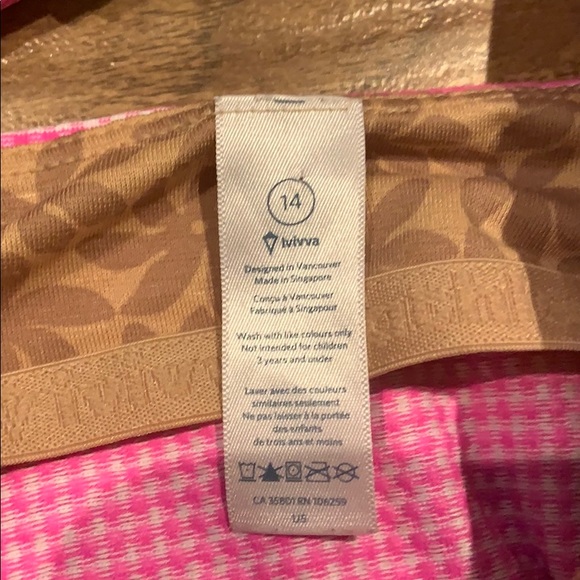 14
ivivva
Designed in Vancouver
Made in Singapore
Conçu à Vancouver
Fabriqué à Singapour
Wash with like colours only
Not intended for children
3 years and under
Laver avec des couleurs
similaires seulement
Ne pas laisser à la portée
des enfants
de trois ans et moins
CA 35801 RN 106259
US